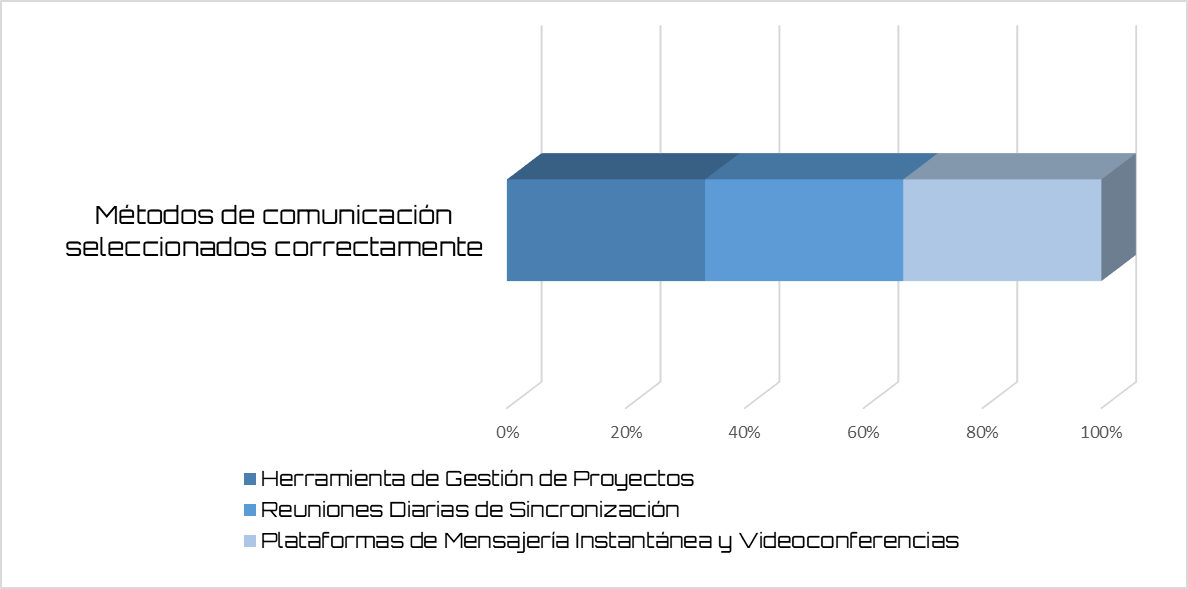 Métodos de comunicación
seleccionados correctamente
0% 20% 40% 60% 80% 100%
Herramienta de Gestión de Proyectos
Reuniones Diarias de Sincronización
Plataformas de Mensajería Instantánea y Videoconferencias